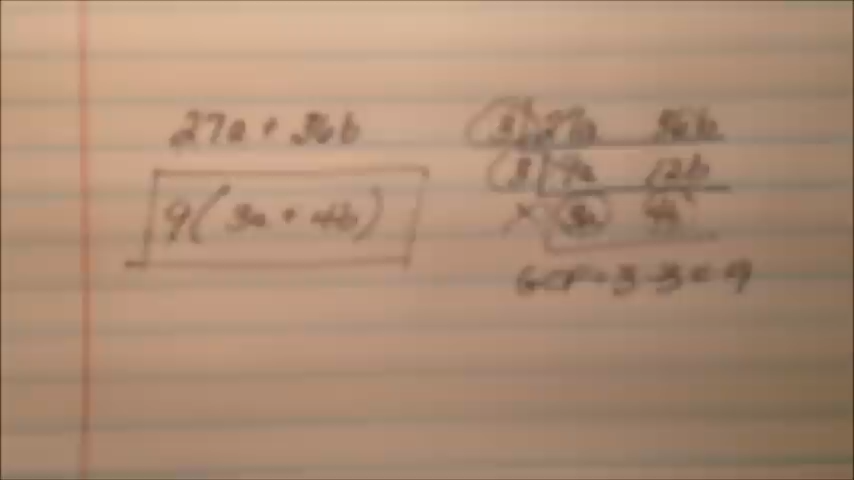 27a + 36b
9(3a + 4b)
3 27a 36b
3 9a 12b
× 3a 4b
GCF = 3·3 = 9